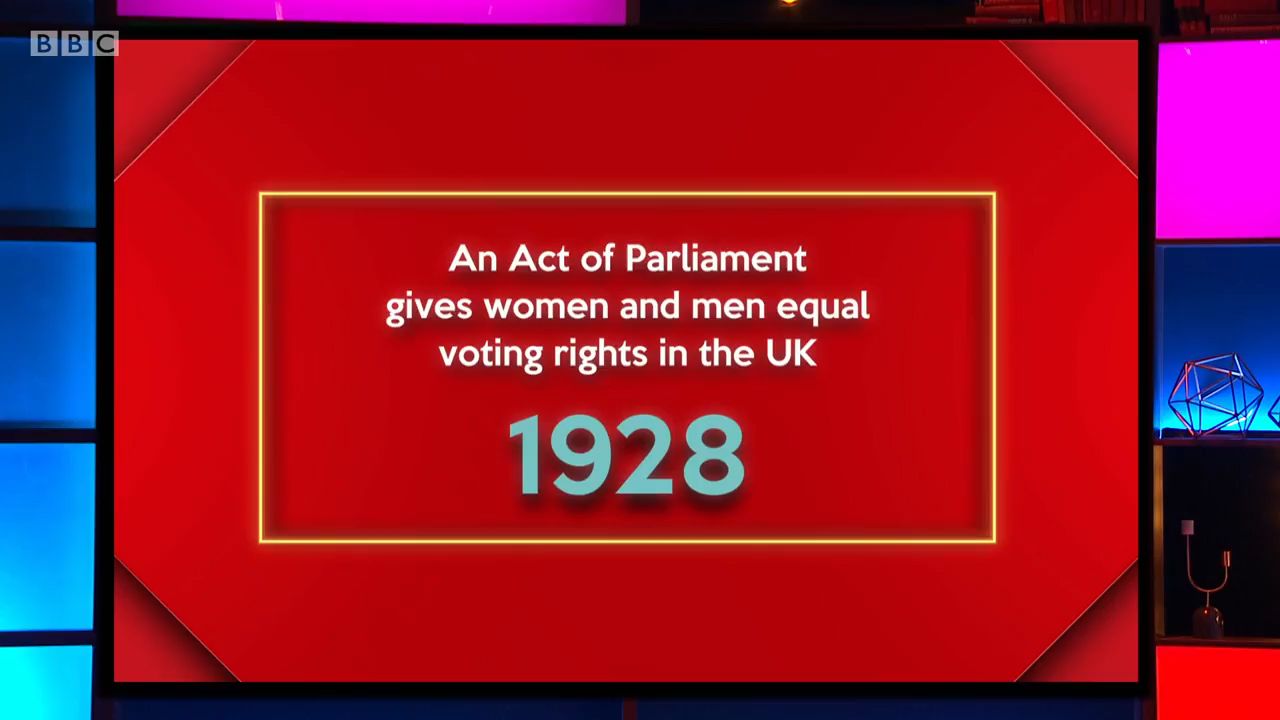 BBC
An Act of Parliament
gives women and men equal
voting rights in the UK
1928